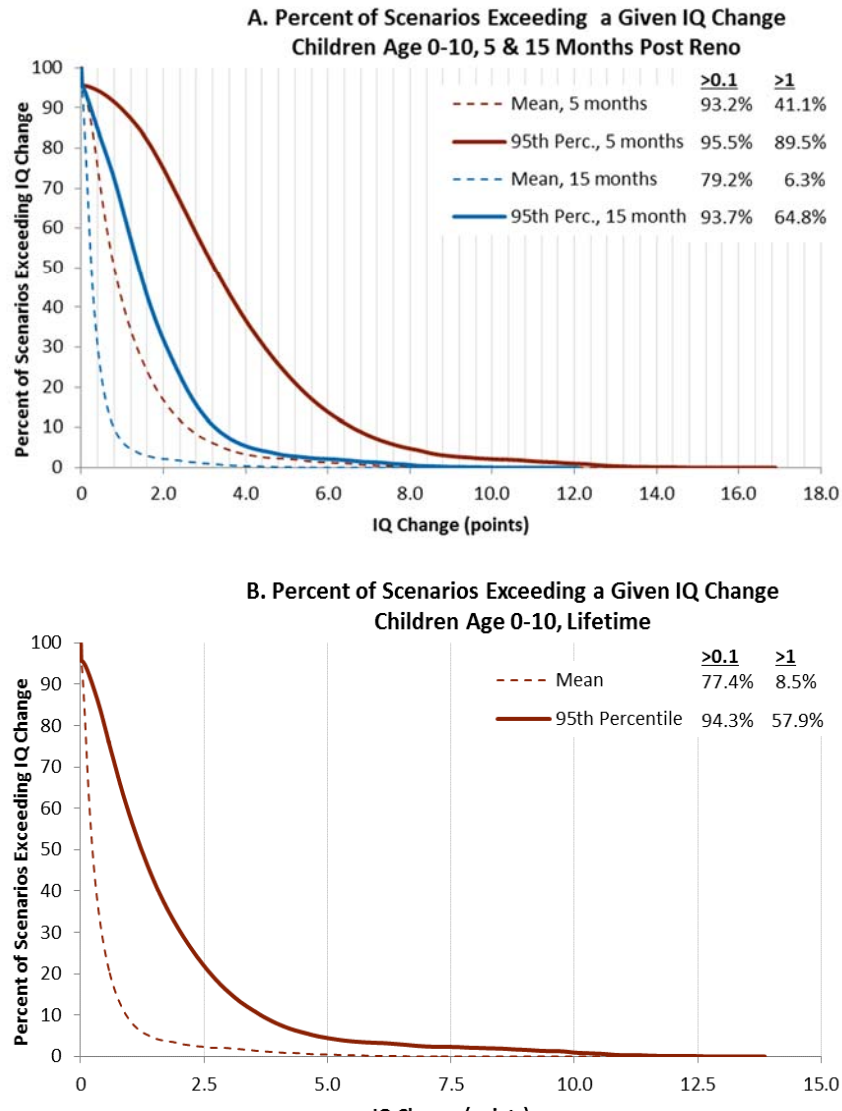 A. Percent of Scenarios Exceeding a Given IQ Change
Children Age 0-10, 5 & 15 Months Post Reno
>0.1 >1
Mean, 5 months 93.2% 41.1%
95th Perc., 5 months 95.5% 89.5%
Mean, 15 months 79.2% 6.3%
95th Perc., 15 month 93.7% 64.8%
Percent of Scenarios Exceeding IQ Change
100
90
80
70
60
50
40
30
20
10
0
0 2.0 4.0 6.0 8.0 10.0 12.0 14.0 16.0 18.0
IQ Change (points)
B. Percent of Scenarios Exceeding a Given IQ Change
Children Age 0-10, Lifetime
>0.1 >1
Mean 77.4% 8.5%
95th Percentile 94.3% 57.9%
Percent of Scenarios Exceeding IQ Change
100
90
80
70
60
50
40
30
20
10
0
0 2.5 5.0 7.5 10.0 12.5 15.0
IQ Change (points)